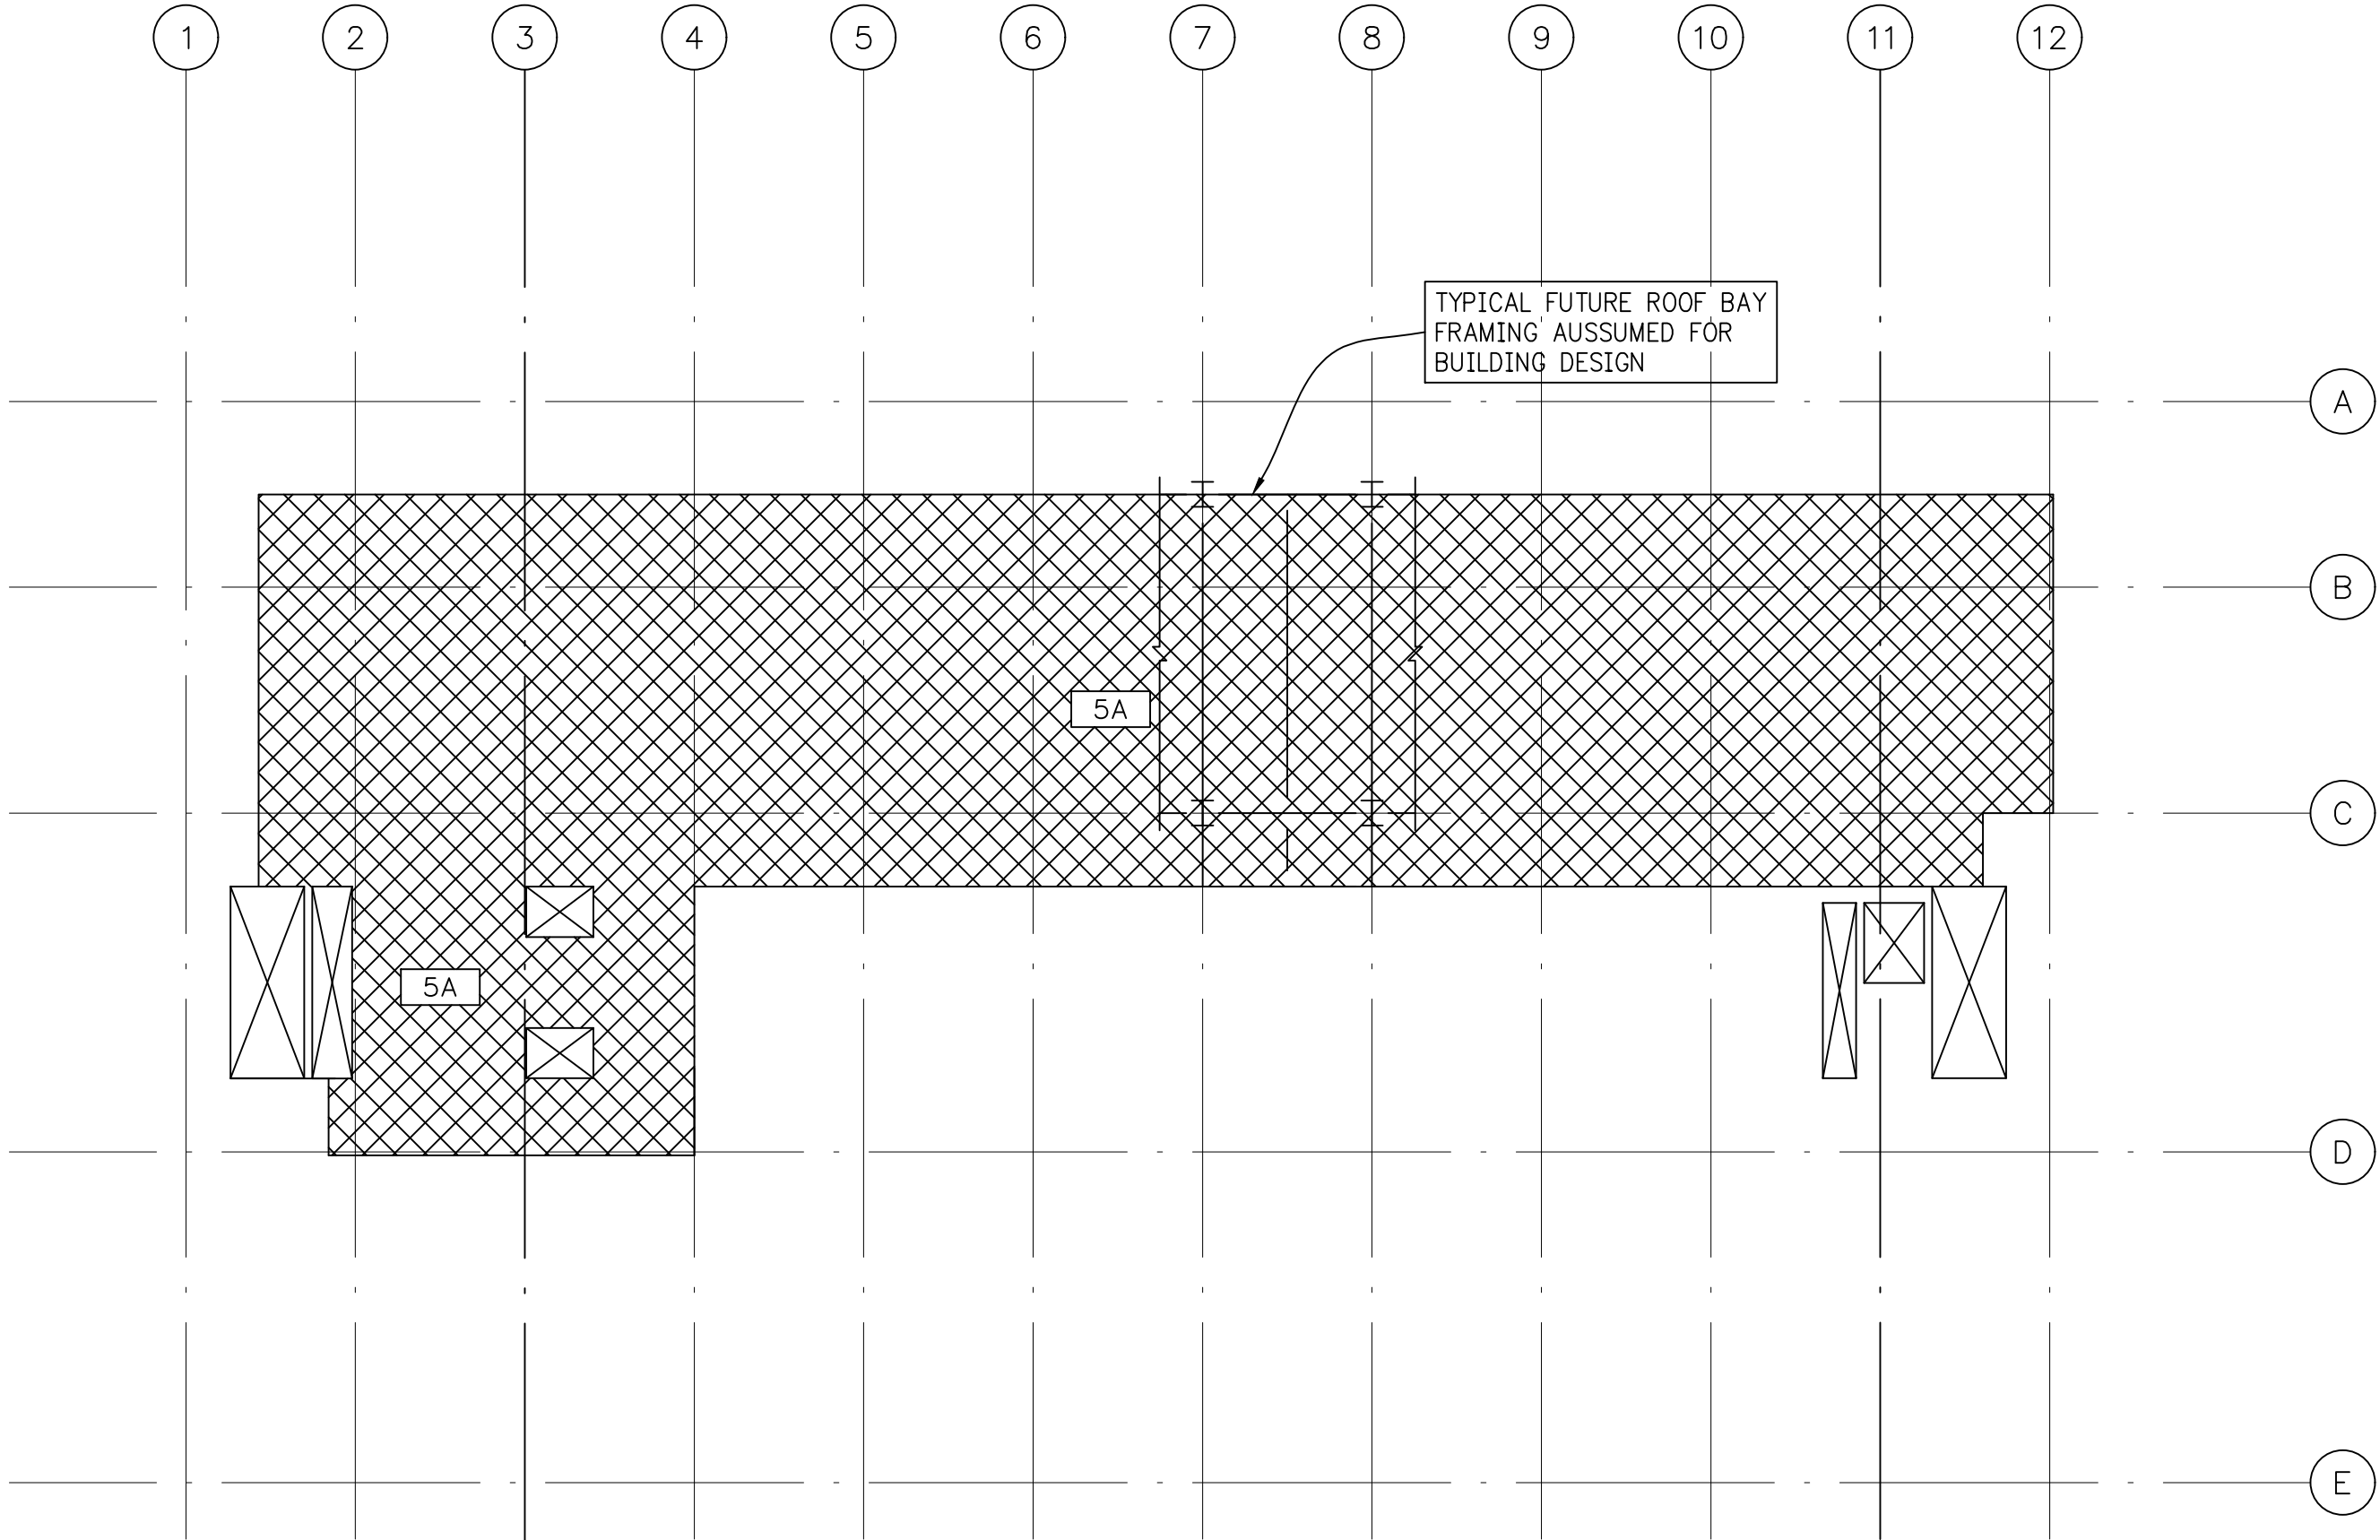 1 2 3 4 5 6 7 8 9 10 11 12
TYPICAL FUTURE ROOF BAY
FRAMING AUSSUMED FOR
BUILDING DESIGN
A
B
5A
C
5A
D
E